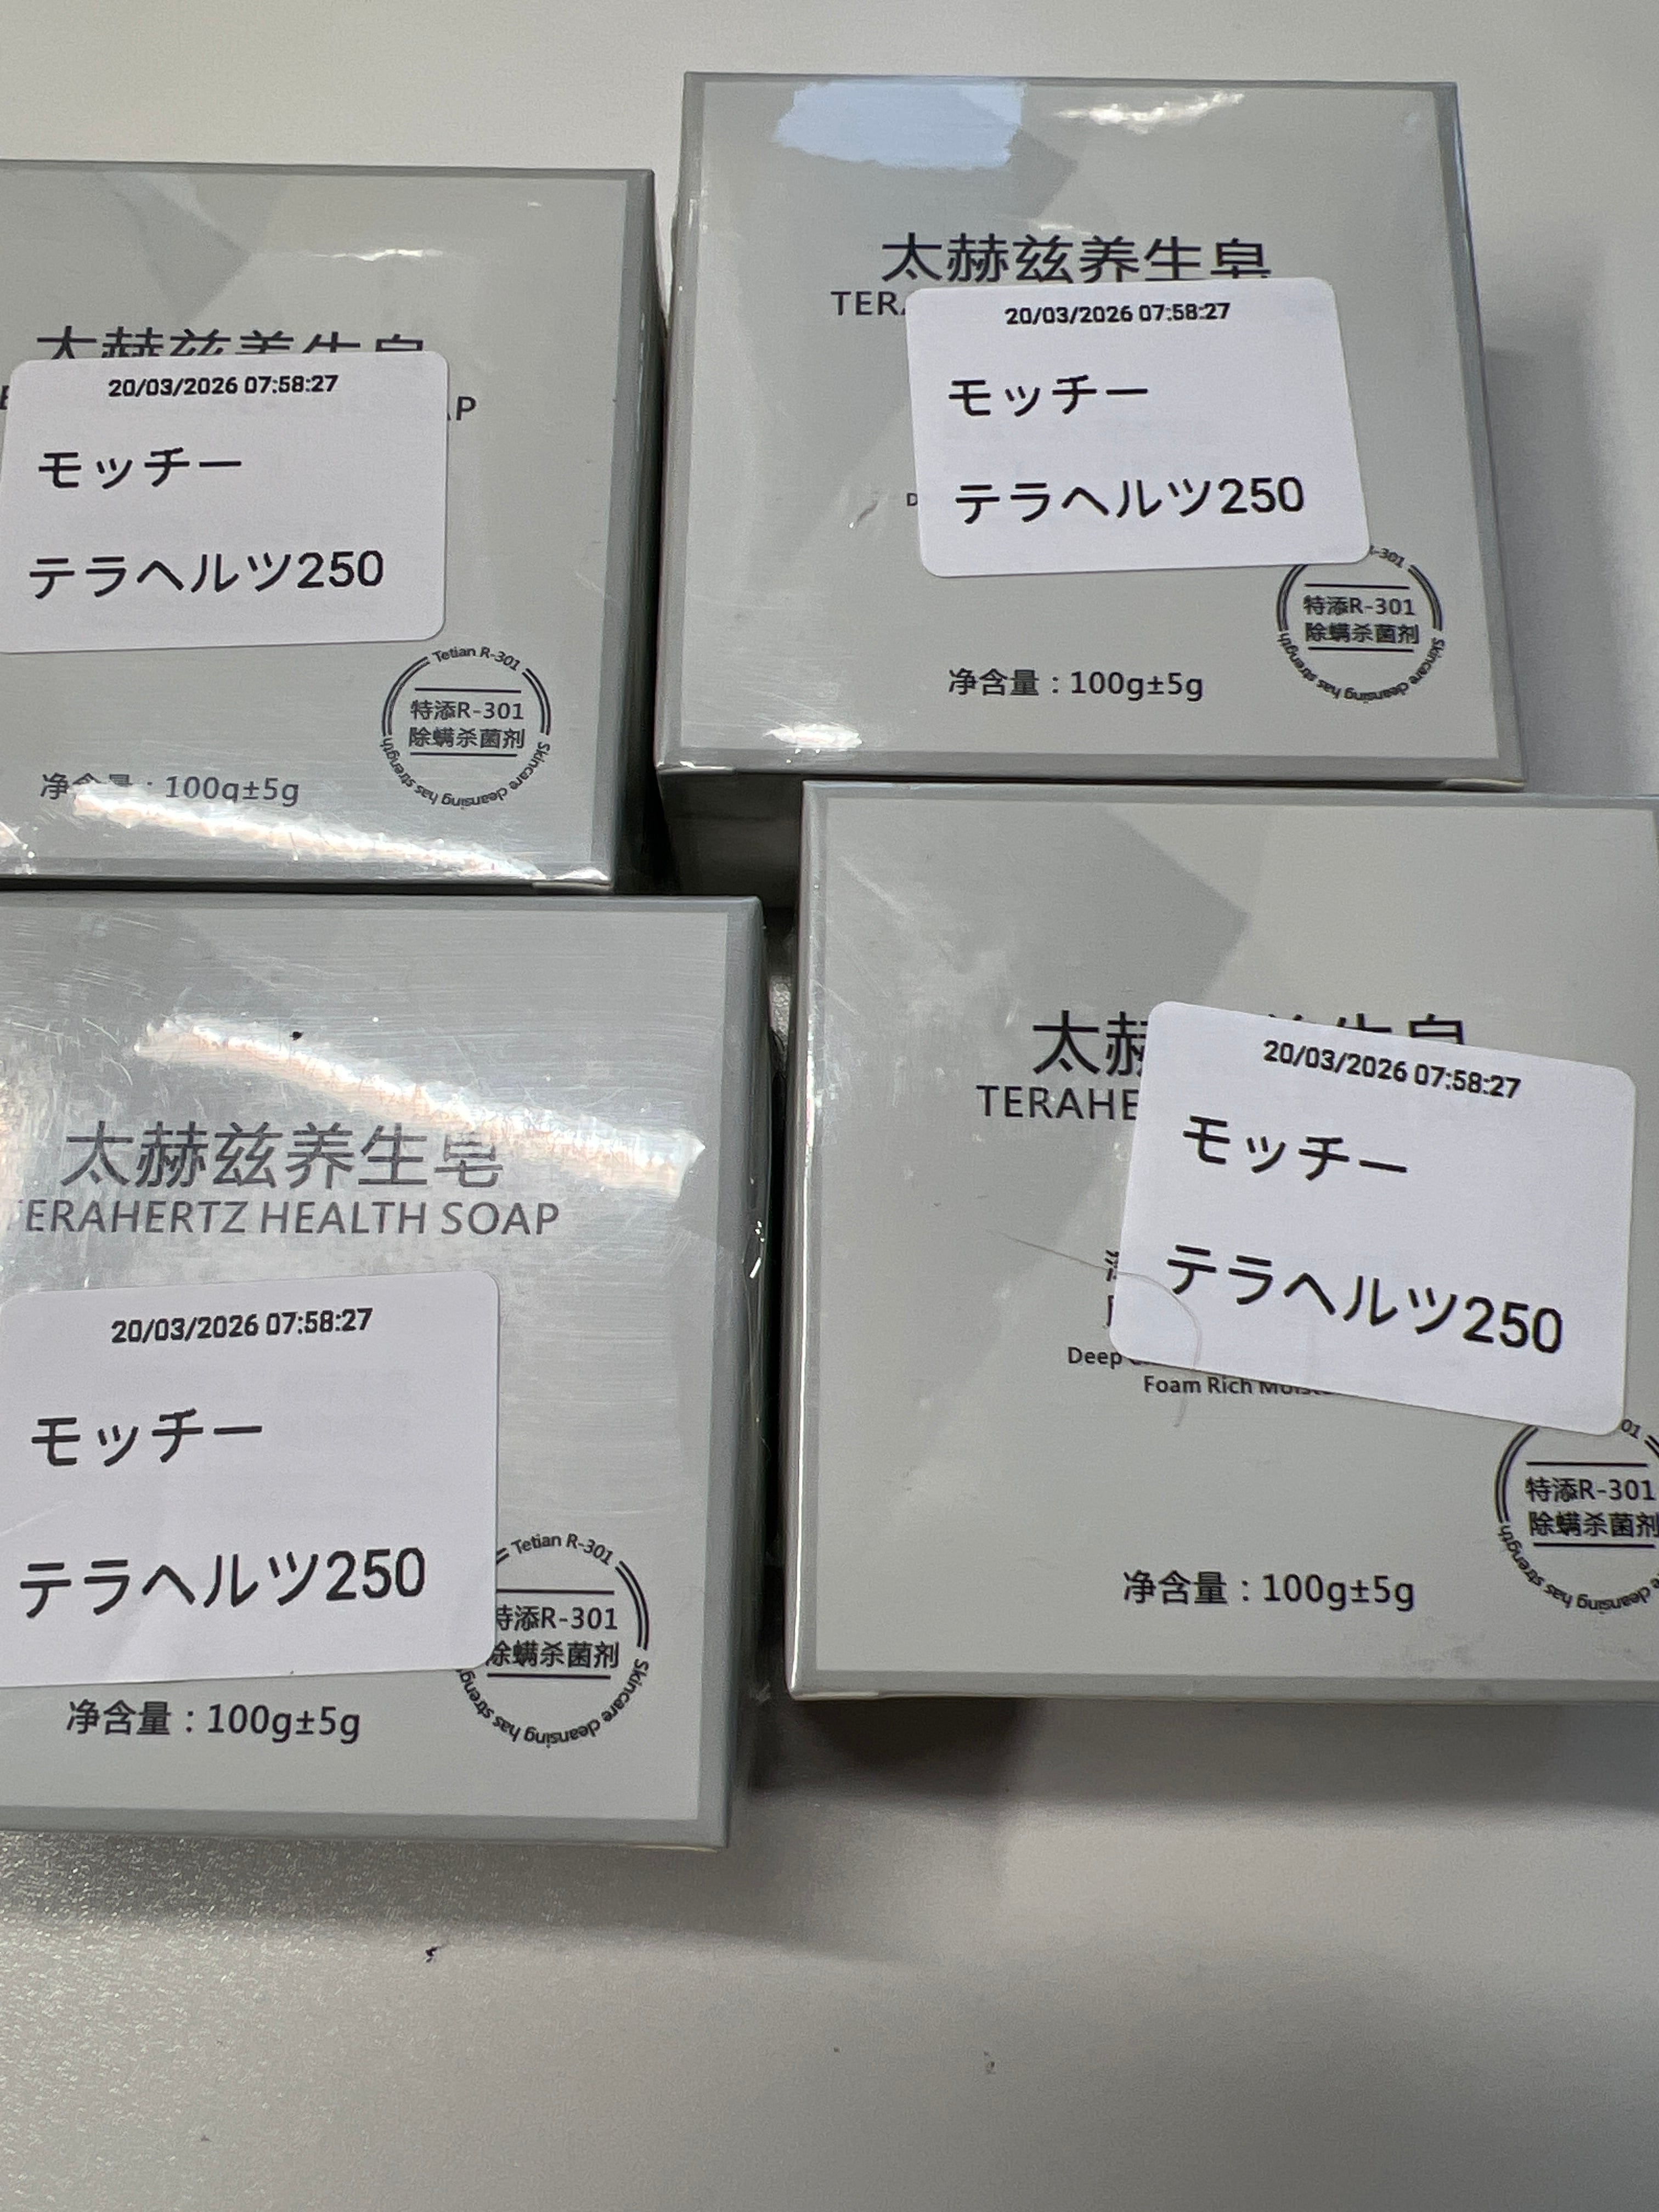 太赫兹养生皂
20/03/2026 07:58:27
モッチー
テラヘルツ250
Tetian R-301
特添R-301
除螨杀菌剂
Skincare cleansing has strength
净含量：100g±5g
太赫兹养生皂
20/03/2026 07:58:27
モッチー
テラヘルツ250
特添R-301
除螨杀菌剂
Skincare cleansing has strength
净含量：100g±5g
太赫兹养生皂
TERAHERTZ HEALTH SOAP
20/03/2026 07:58:27
モッチー
テラヘルツ250
Tetian R-301
特添R-301
除螨杀菌剂
Skincare cleansing has strength
净含量：100g±5g
20/03/2026 07:58:27
モッチー
テラヘルツ250
Deep
Foam Rich
特添R-301
除螨杀菌剂
cleansing has strength
净含量：100g±5g